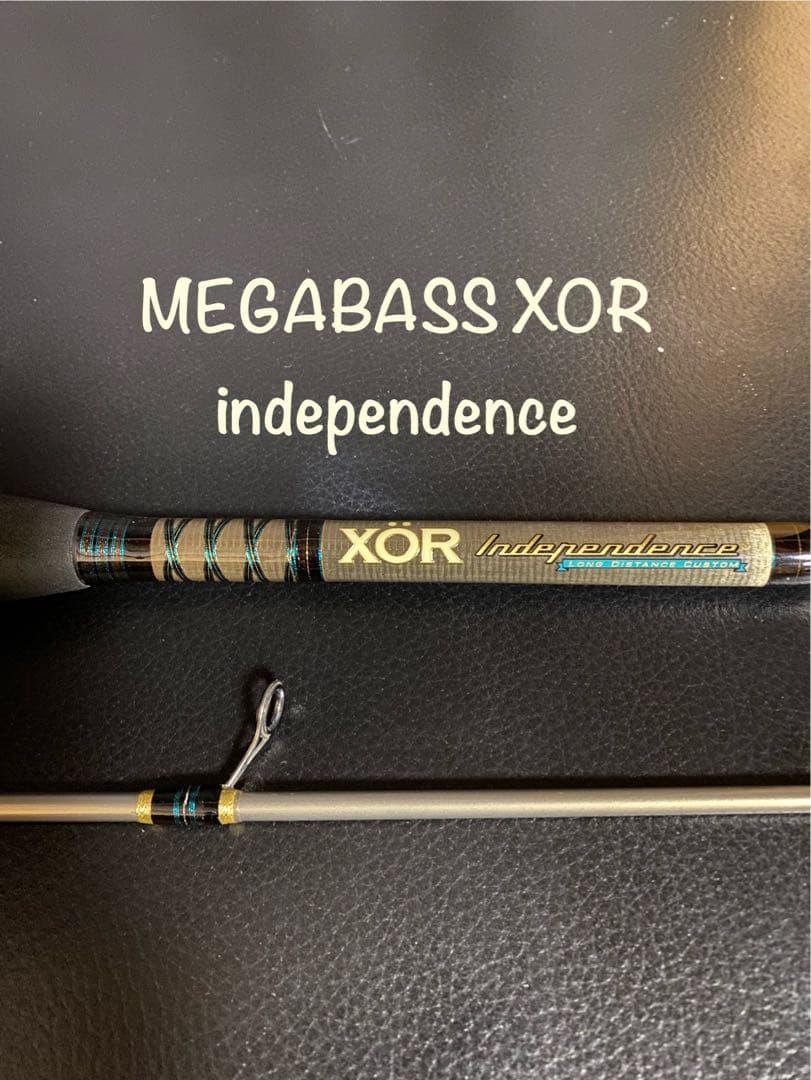 MEGABASS XOR
independence
XÖR Independence
LONG DISTANCE CUSTOM